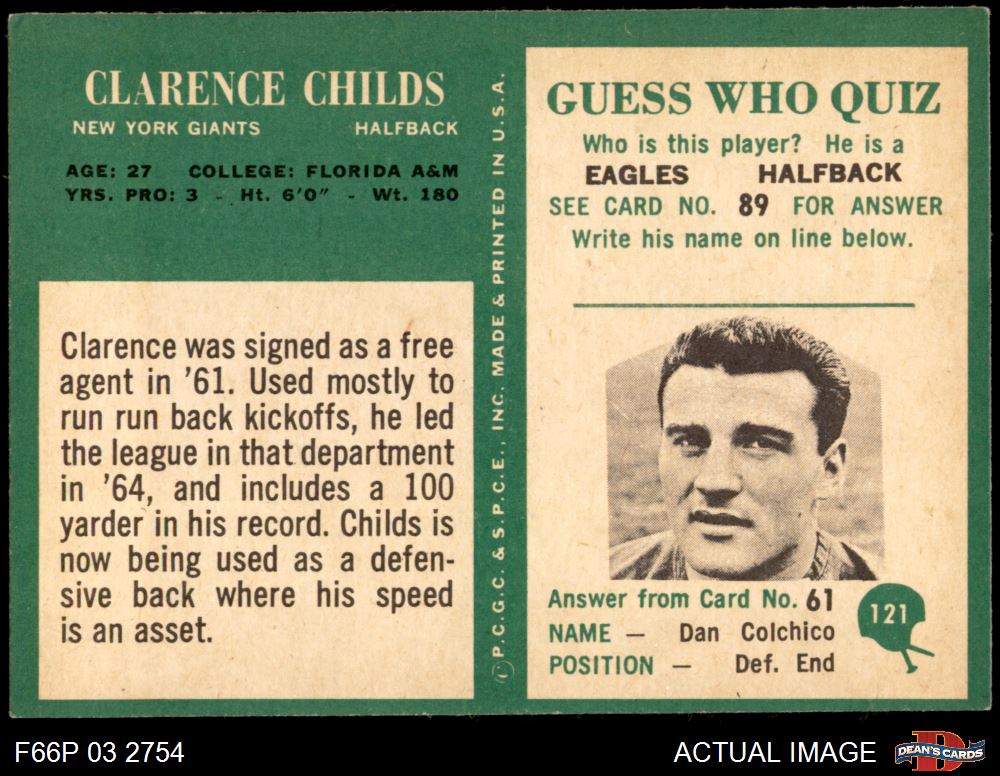 CLARENCE CHILDS
NEW YORK GIANTS HALFBACK
AGE: 27 COLLEGE: FLORIDA A&M
YRS. PRO: 3 - Ht. 6'0" - Wt. 180
Clarence was signed as a free
agent in '61. Used mostly to
run run back kickoffs, he led
the league in that department
in '64, and includes a 100
yarder in his record. Childs is
now being used as a defen-
sive back where his speed
is an asset.
©P.C.G.C. & S.P.C.E., INC. MADE & PRINTED IN U.S.A.
GUESS WHO QUIZ
Who is this player? He is a
EAGLES HALFBACK
SEE CARD NO. 89 FOR ANSWER
Write his name on line below.
Answer from Card No. 61
NAME — Dan Colchico
POSITION — Def. End
121
F66P 03 2754
ACTUAL IMAGE
DEAN'S CARDS